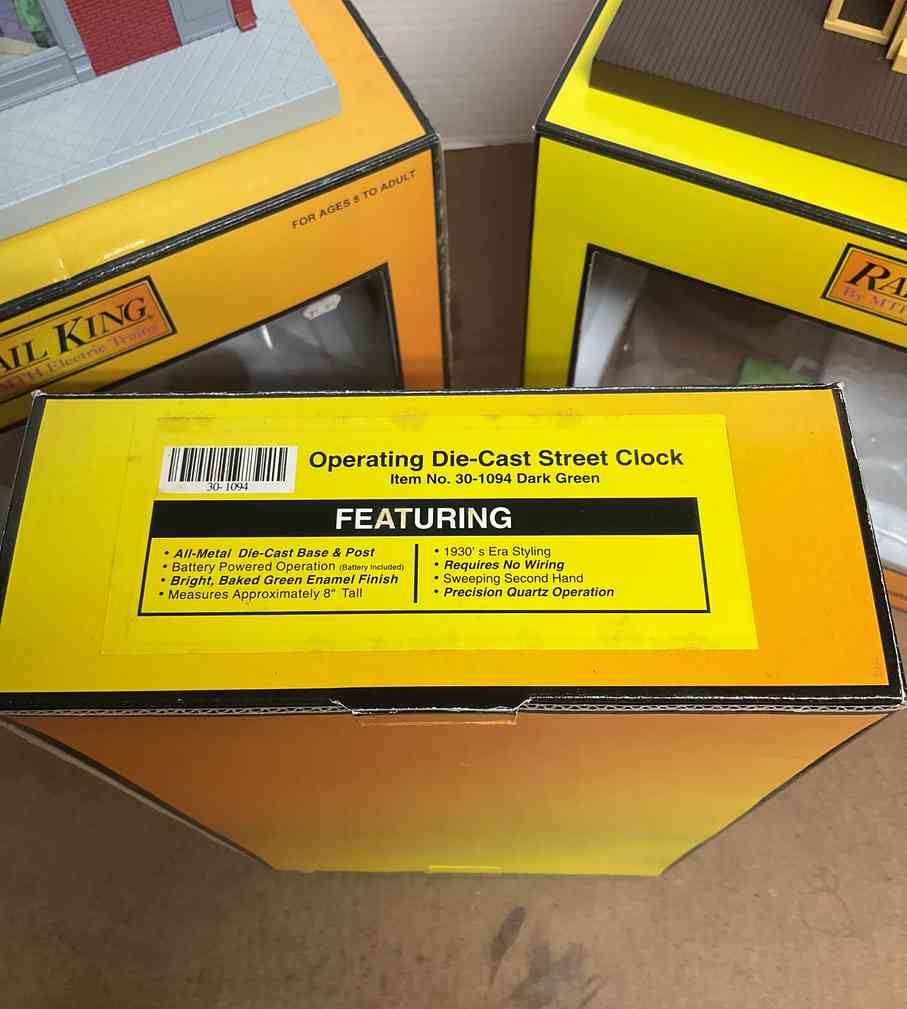 FOR AGES 8 TO ADULT
AIL KING
MTH Electric Trains
RA
By MT
30-1094
Operating Die-Cast Street Clock
Item No. 30-1094 Dark Green
FEATURING
• All-Metal Die-Cast Base & Post
• Battery Powered Operation (Battery Included)
• Bright, Baked Green Enamel Finish
• Measures Approximately 8" Tall
• 1930' s Era Styling
• Requires No Wiring
• Sweeping Second Hand
• Precision Quartz Operation